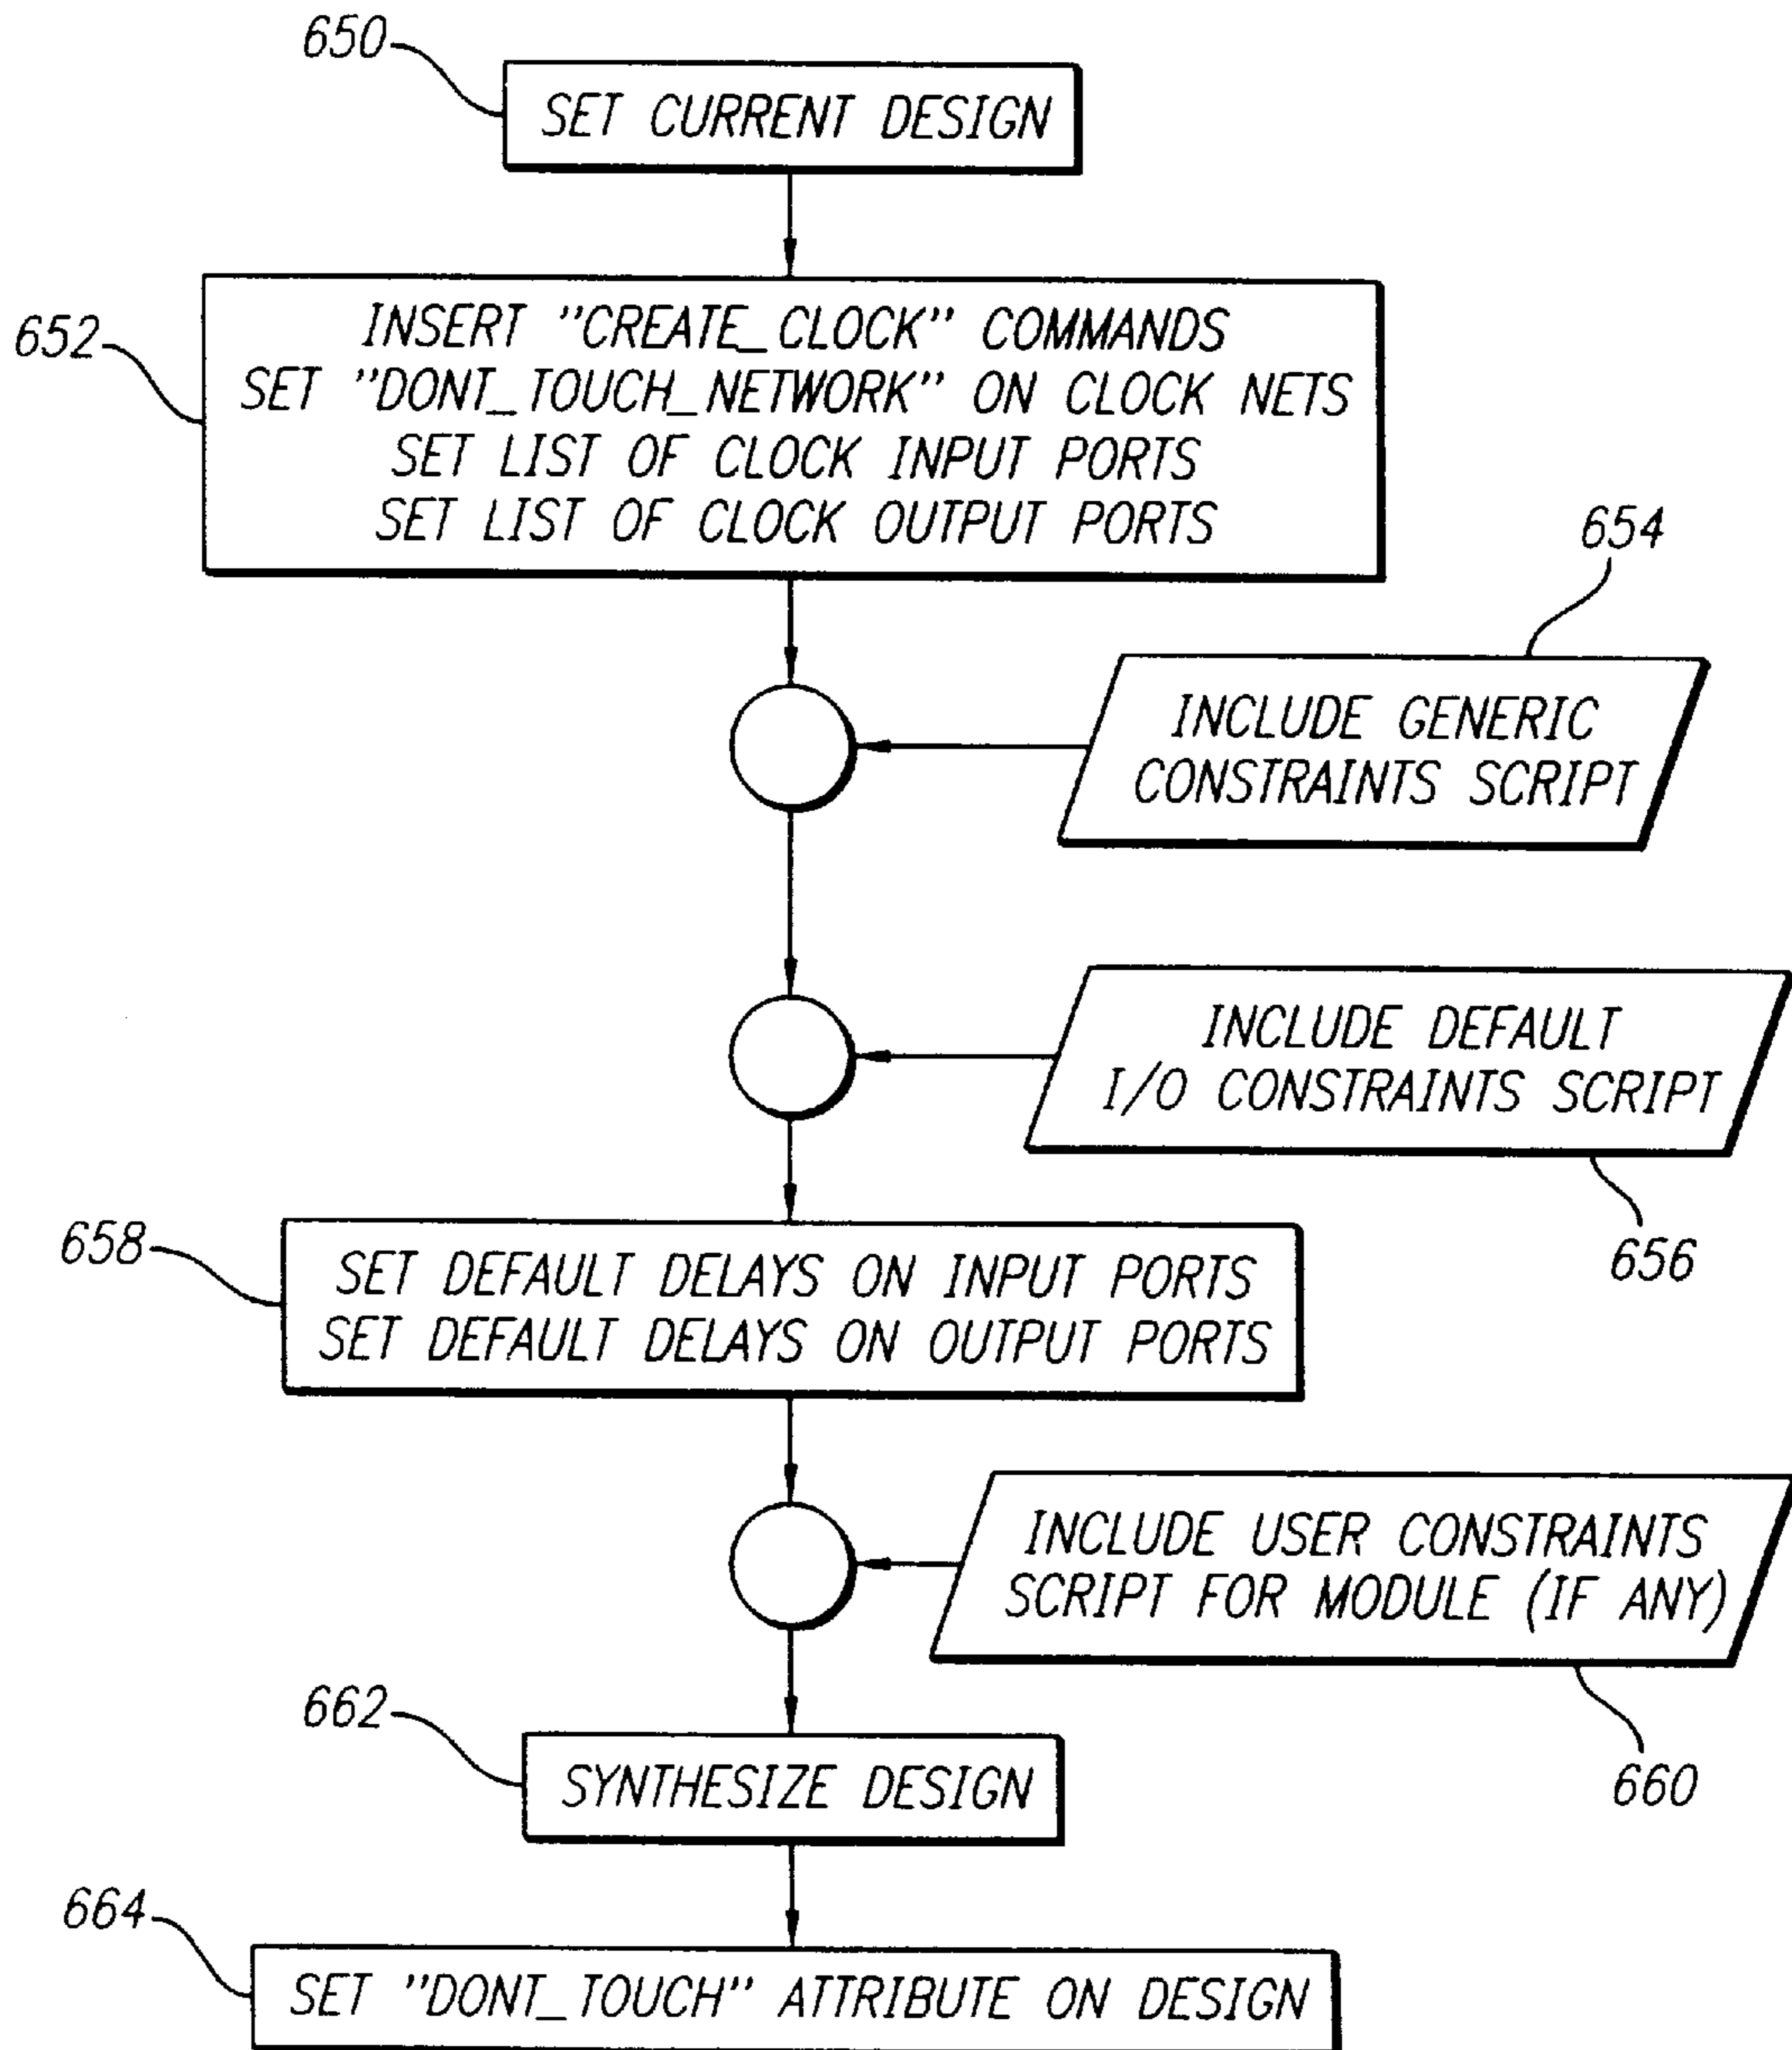 650
SET CURRENT DESIGN
652
INSERT "CREATE_CLOCK" COMMANDS
SET "DONT_TOUCH_NETWORK" ON CLOCK NETS
SET LIST OF CLOCK INPUT PORTS
SET LIST OF CLOCK OUTPUT PORTS
654
INCLUDE GENERIC
CONSTRAINTS SCRIPT
INCLUDE DEFAULT
I/O CONSTRAINTS SCRIPT
656
658
SET DEFAULT DELAYS ON INPUT PORTS
SET DEFAULT DELAYS ON OUTPUT PORTS
INCLUDE USER CONSTRAINTS
SCRIPT FOR MODULE (IF ANY)
660
662
SYNTHESIZE DESIGN
664
SET "DONT_TOUCH" ATTRIBUTE ON DESIGN